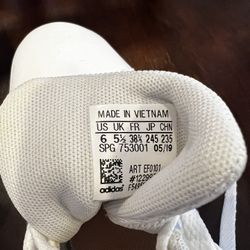 MADE IN VIETNAM
US UK FR JP CHN
6 5½ 38⅔ 245 235
SPG 753001 05/19
ART EF0101
adidas